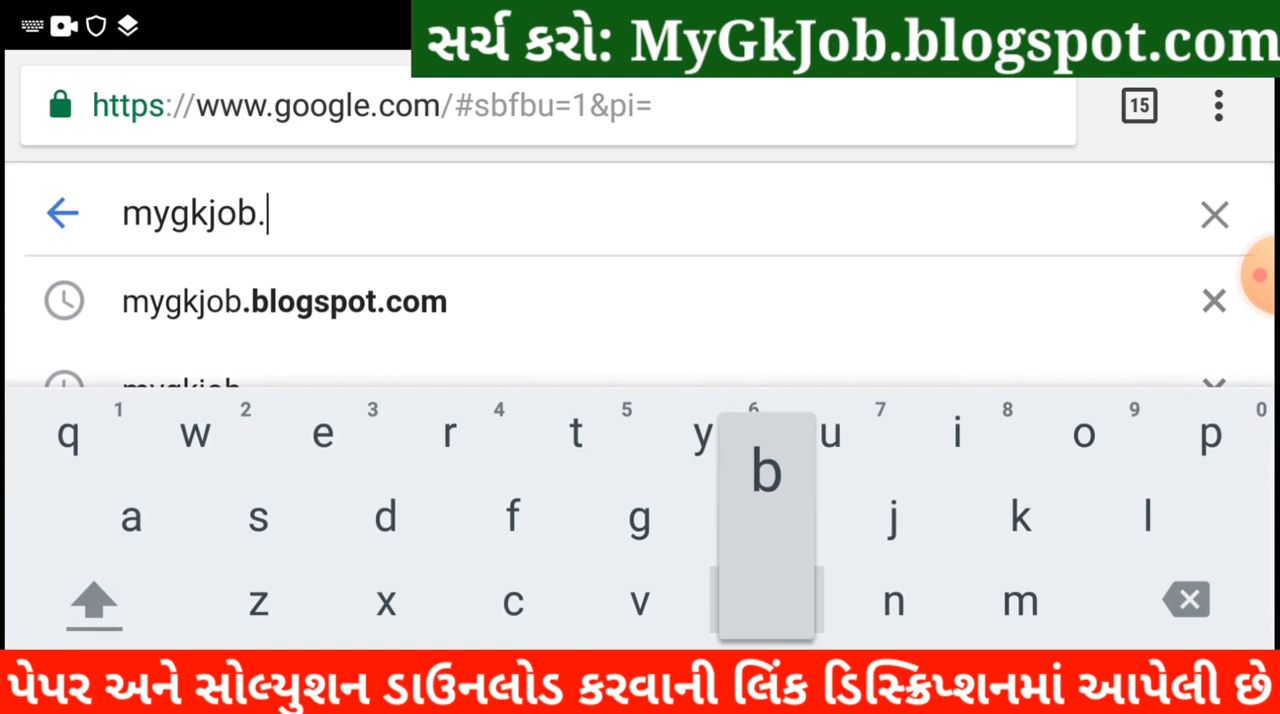 સર્ચ કરો: MyGkJob.blogspot.com
https://www.google.com/#sbfbu=1&pi=
15
mygkjob.
mygkjob.blogspot.com
mygkjob
1 2 3 4 5 6 7 8 9 0
q w e r t y u i o p
b
a s d f g j k l
z x c v n m
પેપર અને સોલ્યુશન ડાઉનલોડ કરવાની લિંક ડિસ્ક્રિપ્શનમાં આપેલી છે